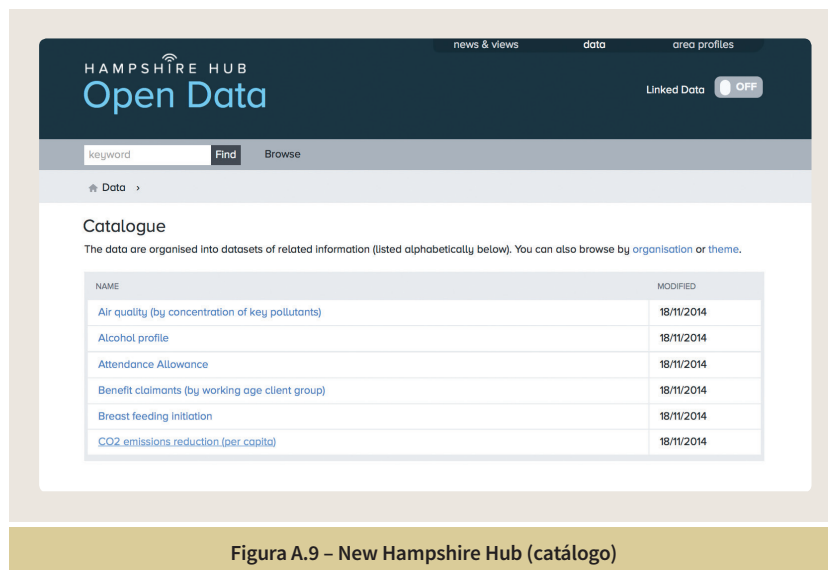 news & views data area profiles
HAMPSHIRE HUB
Open Data
Linked Data OFF
keyword Find Browse
Data ›
Catalogue
The data are organised into datasets of related information (listed alphabetically below). You can also browse by organisation or theme.
NAME MODIFIED
Air quality (by concentration of key pollutants) 18/11/2014
Alcohol profile 18/11/2014
Attendance Allowance 18/11/2014
Benefit claimants (by working age client group) 18/11/2014
Breast feeding initiation 18/11/2014
CO2 emissions reduction (per capita) 18/11/2014
Figura A.9 – New Hampshire Hub (catálogo)